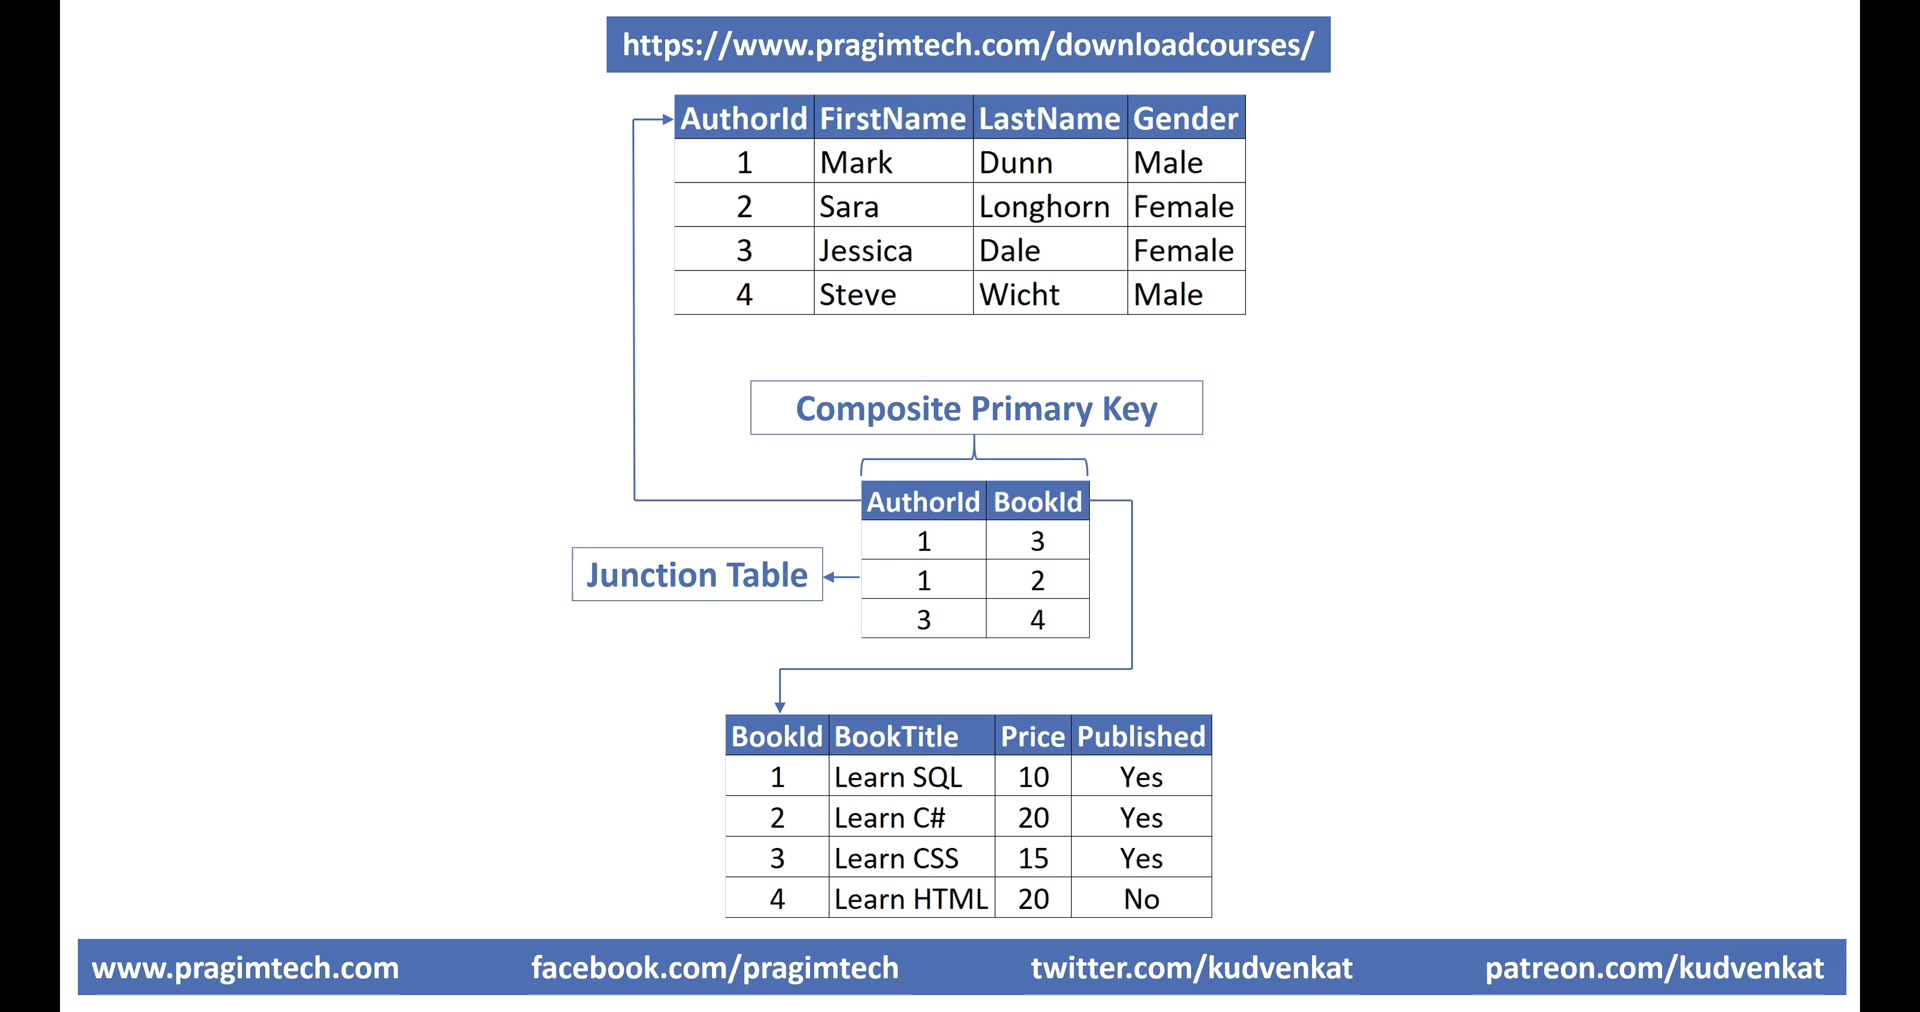 https://www.pragimtech.com/downloadcourses/
AuthorId FirstName LastName Gender
1 Mark Dunn Male
2 Sara Longhorn Female
3 Jessica Dale Female
4 Steve Wicht Male
Composite Primary Key
AuthorId BookId
1 3
Junction Table
1 2
3 4
BookId BookTitle Price Published
1 Learn SQL 10 Yes
2 Learn C# 20 Yes
3 Learn CSS 15 Yes
4 Learn HTML 20 No
www.pragimtech.com facebook.com/pragimtech twitter.com/kudvenkat patreon.com/kudvenkat